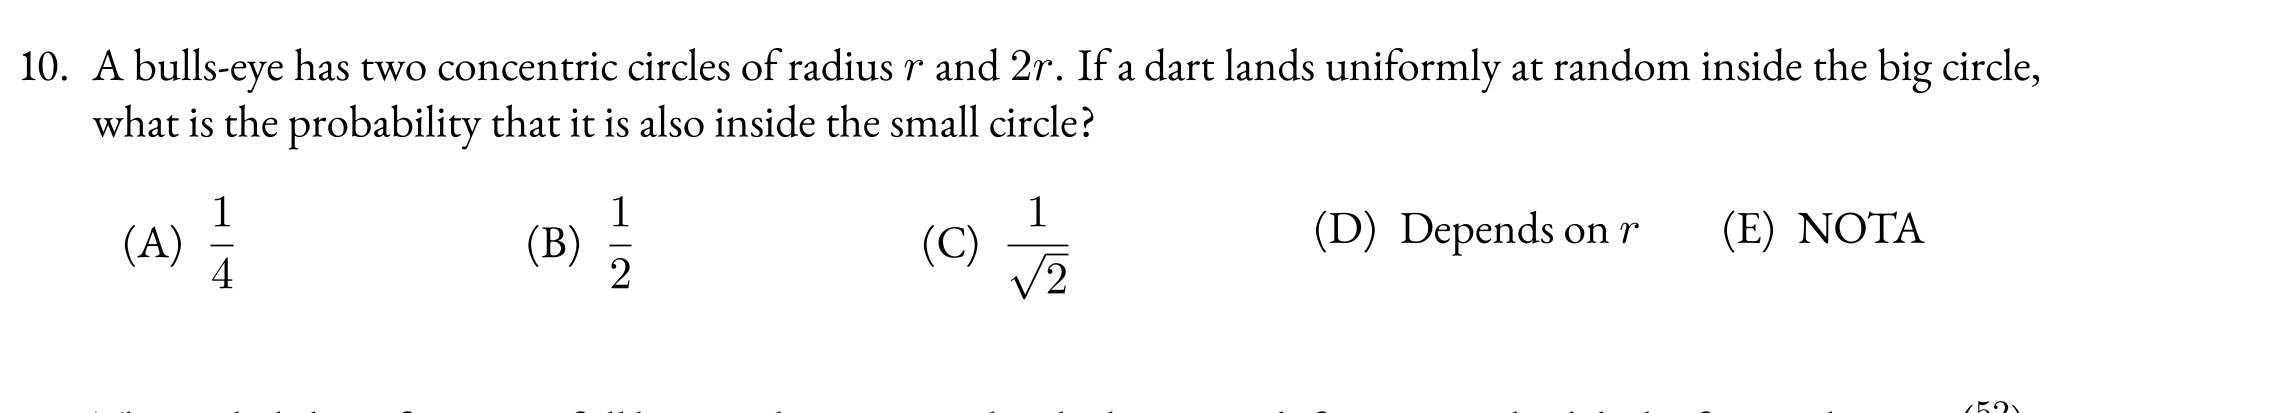 10. A bulls-eye has two concentric circles of radius r and 2r. If a dart lands uniformly at random inside the big circle,
what is the probability that it is also inside the small circle?
(A) 1/4 (B) 1/2 (C) 1/√2 (D) Depends on r (E) NOTA